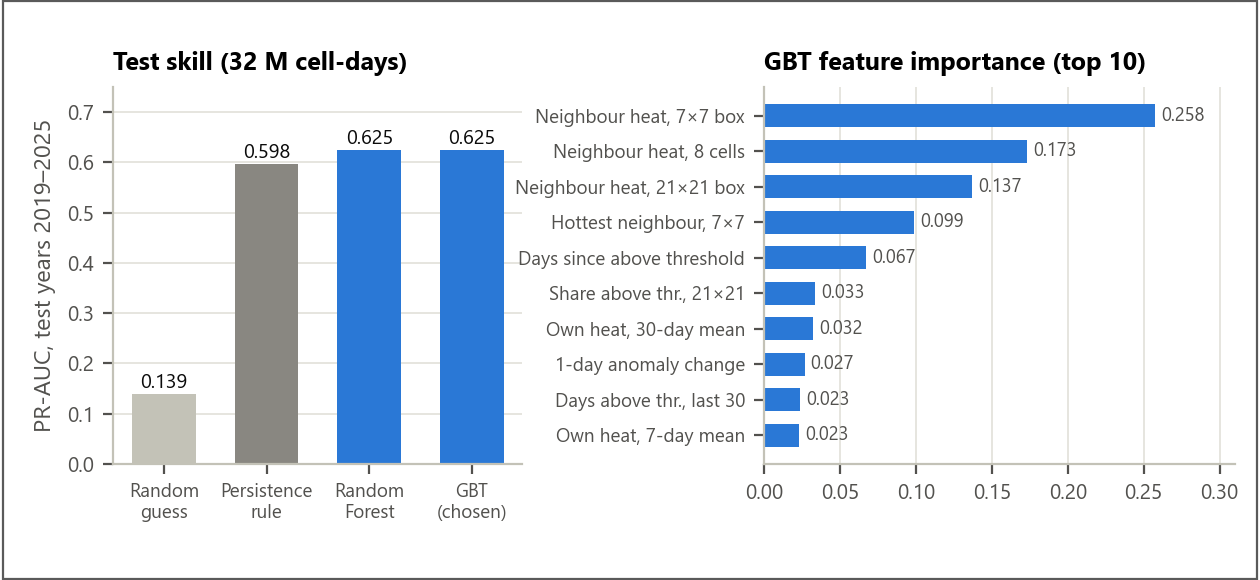 Test skill (32 M cell-days)
PR-AUC, test years 2019–2025
0.7
0.6
0.5
0.4
0.3
0.2
0.1
0.0
0.139
0.598
0.625
0.625
Random
guess
Persistence
rule
Random
Forest
GBT
(chosen)
GBT feature importance (top 10)
Neighbour heat, 7×7 box 0.258
Neighbour heat, 8 cells 0.173
Neighbour heat, 21×21 box 0.137
Hottest neighbour, 7×7 0.099
Days since above threshold 0.067
Share above thr., 21×21 0.033
Own heat, 30-day mean 0.032
1-day anomaly change 0.027
Days above thr., last 30 0.023
Own heat, 7-day mean 0.023
0.00 0.05 0.10 0.15 0.20 0.25 0.30